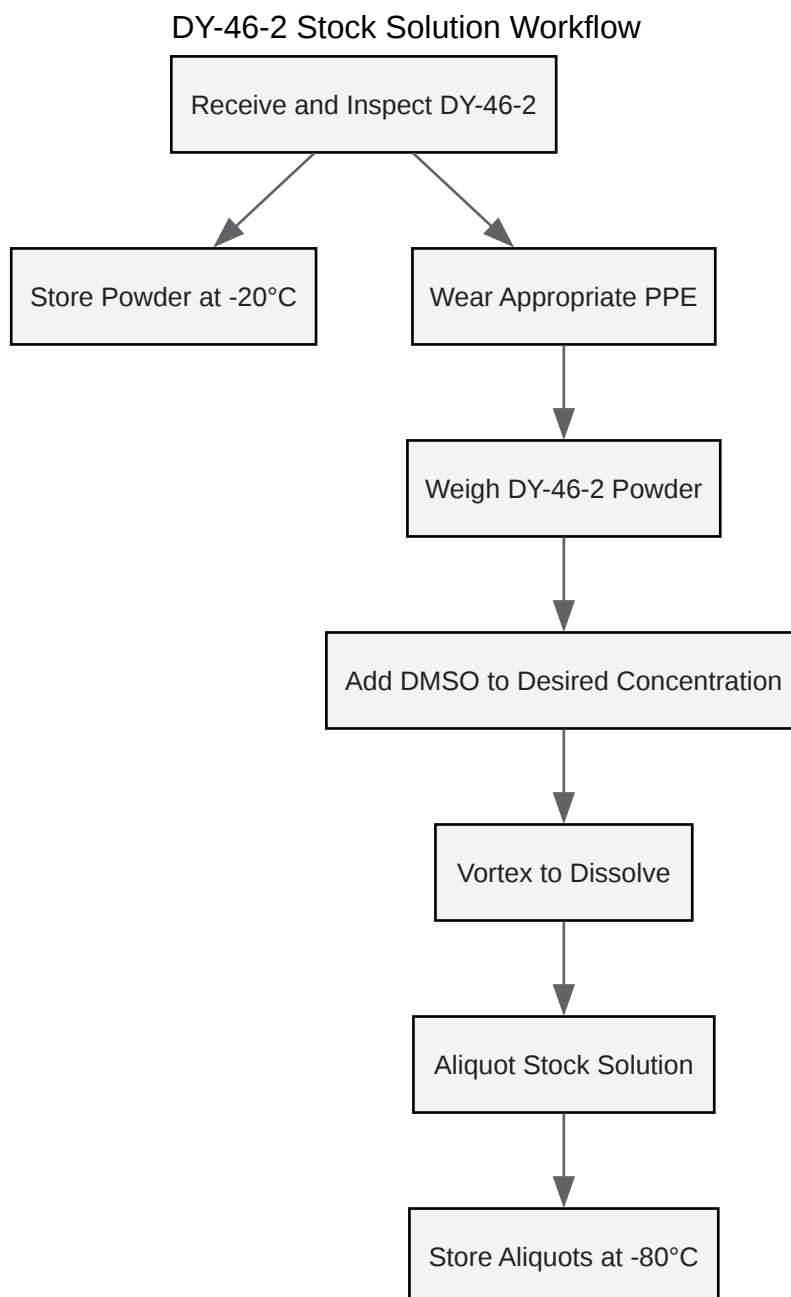 DY-46-2 Stock Solution Workflow
Receive and Inspect DY-46-2
Store Powder at -20°C
Wear Appropriate PPE
Weigh DY-46-2 Powder
Add DMSO to Desired Concentration
Vortex to Dissolve
Aliquot Stock Solution
Store Aliquots at -80°C